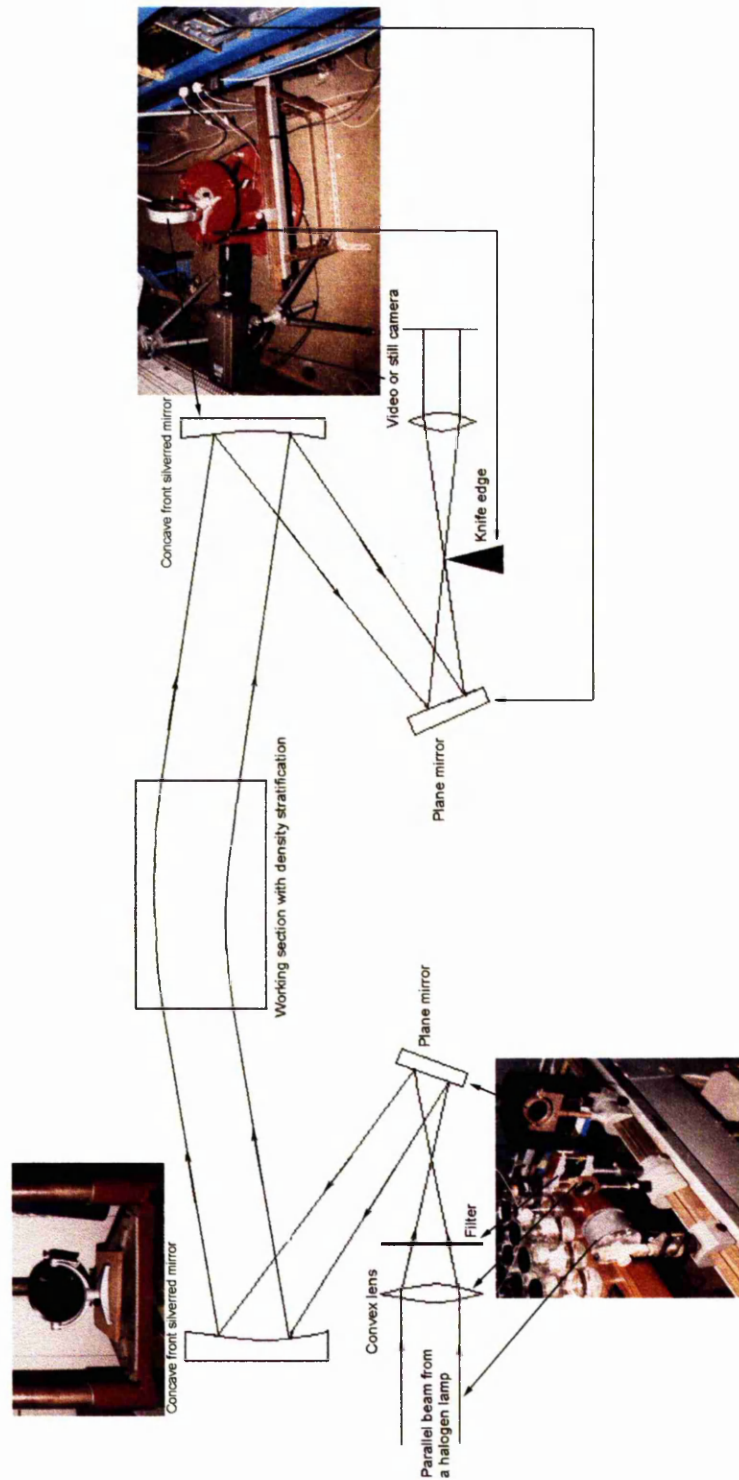 Concave front silverred mirror
Working section with density stratification
Concave front silverred mirror
Convex lens
Filter
Plane mirror
Parallel beam from
a halogen lamp
Plane mirror
Knife edge
Video or still camera